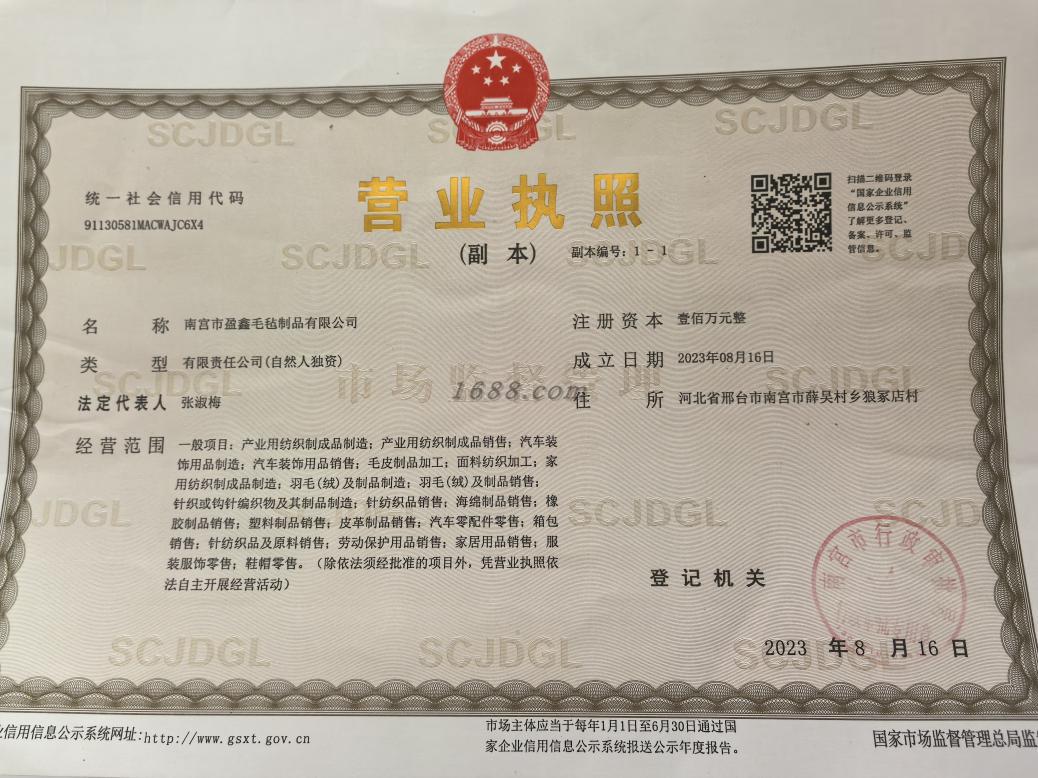 营业执照
(副 本)
副本编号：1 - 1
统一社会信用代码
91130581MACWAJC6X4
扫描二维码登录
“国家企业信用
信息公示系统”
了解更多登记、
备案、许可、监
管信息。
名 称 南宫市盈鑫毛毡制品有限公司
类 型 有限责任公司(自然人独资)
法定代表人 张淑梅
经营范围 一般项目：产业用纺织制成品制造；产业用纺织制成品销售；汽车装
饰用品制造；汽车装饰用品销售；毛皮制品加工；面料纺织加工；家
用纺织制成品制造；羽毛(绒)及制品制造；羽毛(绒)及制品销售；
针织或钩针编织物及其制品制造；针纺织品销售；海绵制品销售；橡
胶制品销售；塑料制品销售；皮革制品销售；汽车零配件零售；箱包
销售；针纺织品及原料销售；劳动保护用品销售；家居用品销售；服
装服饰零售；鞋帽零售。（除依法须经批准的项目外，凭营业执照依
法自主开展经营活动）
注册资本 壹佰万元整
成立日期 2023年08月16日
住 所 河北省邢台市南宫市薛吴村乡狼冢店村
SCJDGL
市场监督管理
1688.com
登记机关
南宫市行政审批
2023 年 8 月 16 日
业信用信息公示系统网址:http://www.gsxt.gov.cn
市场主体应当于每年1月1日至6月30日通过国
家企业信用信息公示系统报送公示年度报告。
国家市场监督管理总局监